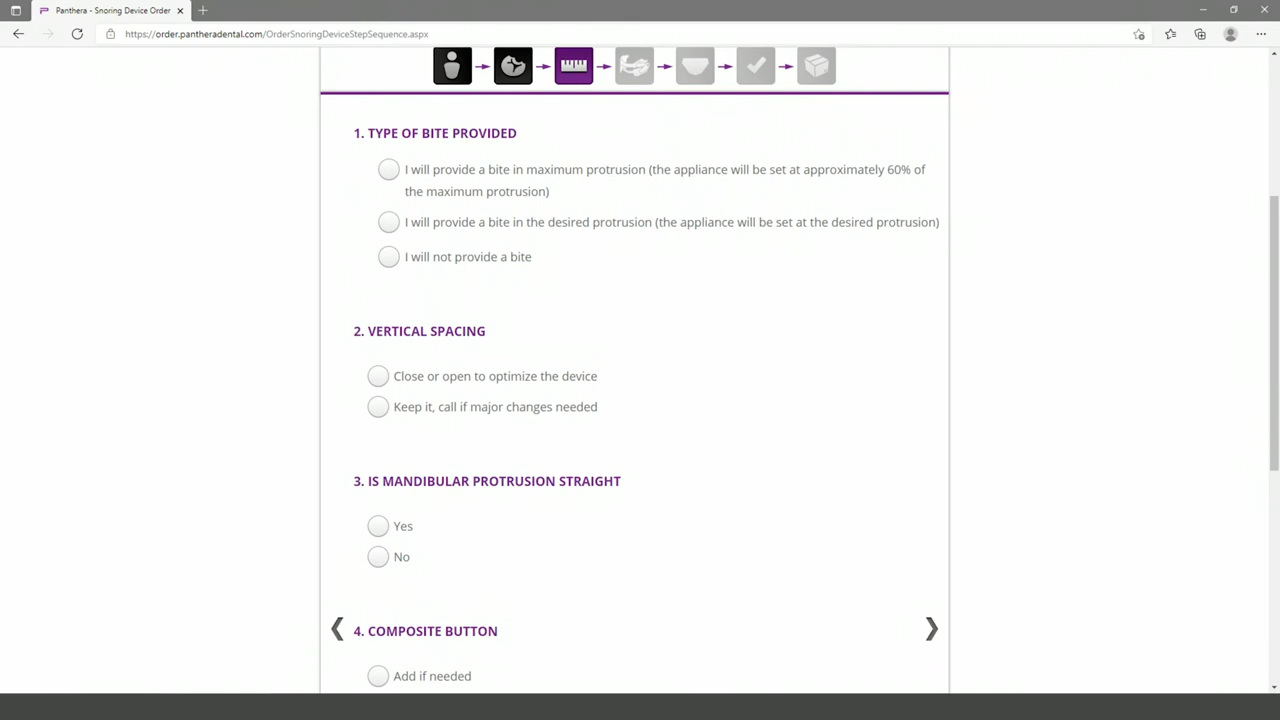 Panthera - Snoring Device Order
https://order.pantheradental.com/OrderSnoringDeviceStepSequence.aspx
1. TYPE OF BITE PROVIDED
I will provide a bite in maximum protrusion (the appliance will be set at approximately 60% of
the maximum protrusion)
I will provide a bite in the desired protrusion (the appliance will be set at the desired protrusion)
I will not provide a bite
2. VERTICAL SPACING
Close or open to optimize the device
Keep it, call if major changes needed
3. IS MANDIBULAR PROTRUSION STRAIGHT
Yes
No
4. COMPOSITE BUTTON
Add if needed